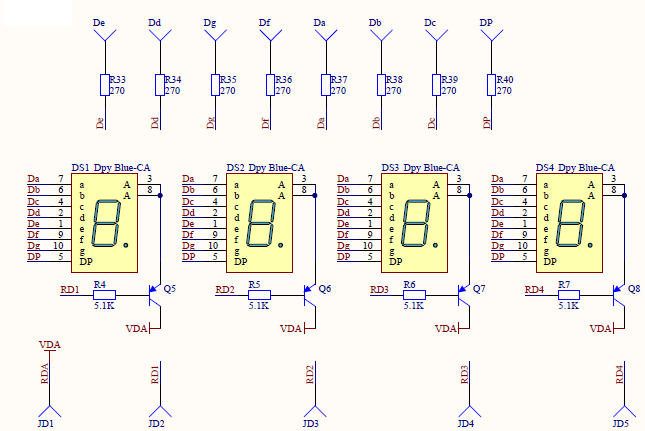 De Dd Dg Df Da Db Dc DP
R33 R34 R35 R36 R37 R38 R39 R40
270 270 270 270 270 270 270 270
De Dd Dg Df Da Db Dc DP
DS1 Dpy Blue-CA DS2 Dpy Blue-CA DS3 Dpy Blue-CA DS4 Dpy Blue-CA
Da 7 a A 3 Da 7 a A 3 Da 7 a A 3 Da 7 a A 3
Db 6 b A 8 Db 6 b A 8 Db 6 b A 8 Db 6 b A 8
Dc 4 c Dc 4 c Dc 4 c Dc 4 c
Dd 2 d Dd 2 d Dd 2 d Dd 2 d
De 1 e De 1 e De 1 e De 1 e
Df 9 f Df 9 f Df 9 f Df 9 f
Dg 10 g Dg 10 g Dg 10 g Dg 10 g
DP 5 DP DP 5 DP DP 5 DP DP 5 DP
RD1 R4 Q5 RD2 R5 Q6 RD3 R6 Q7 RD4 R7 Q8
5.1K 5.1K 5.1K 5.1K
VDA VDA VDA VDA
VDA
RDA RD1 RD2 RD3 RD4
JD1 JD2 JD3 JD4 JD5